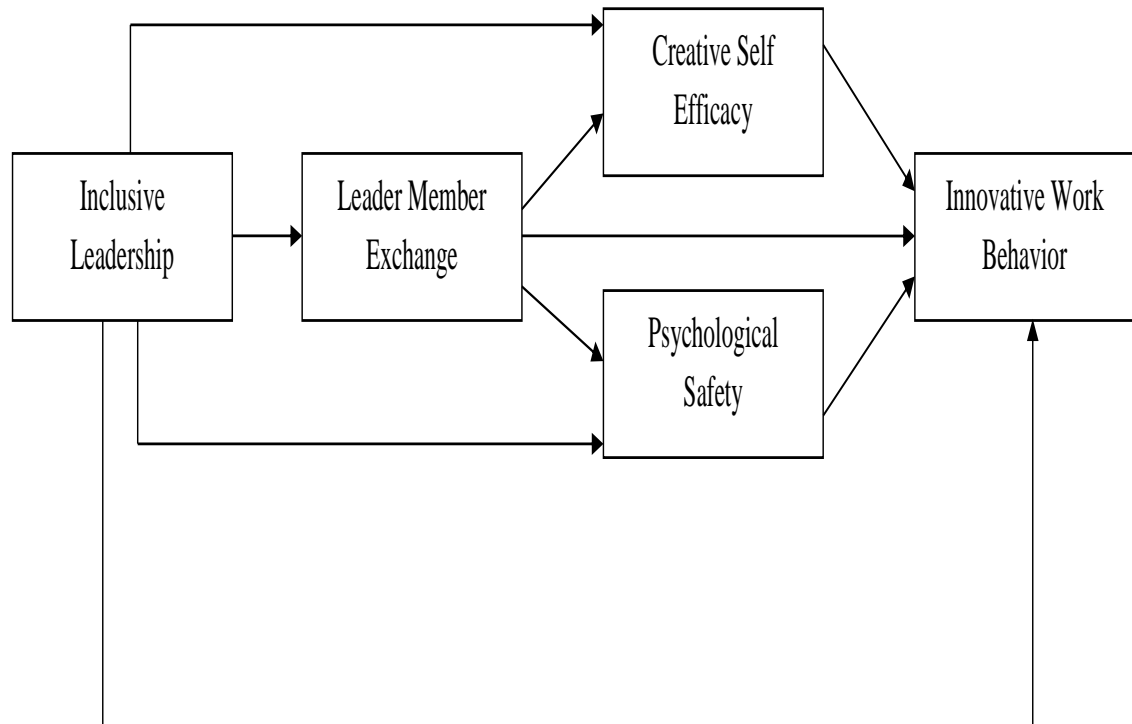 Creative Self
Efficacy
Inclusive
Leadership
Leader Member
Exchange
Innovative Work
Behavior
Psychological
Safety